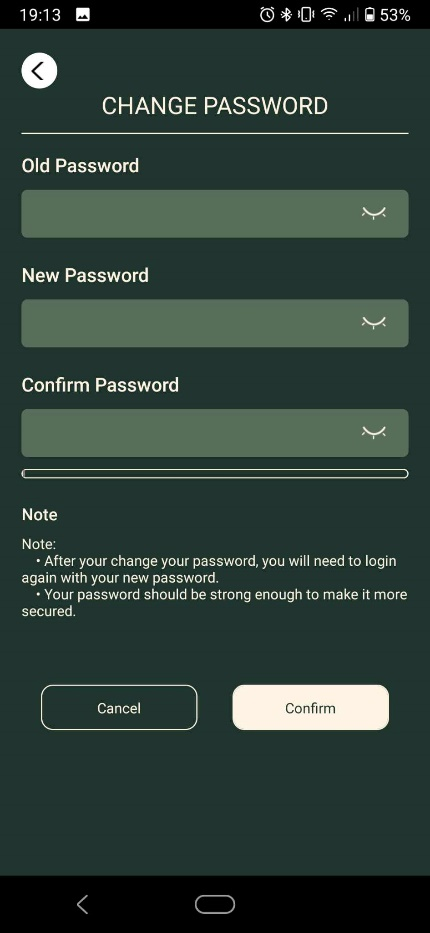 19:13
53%
CHANGE PASSWORD
Old Password
New Password
Confirm Password
Note
Note:
• After your change your password, you will need to login
again with your new password.
• Your password should be strong enough to make it more
secured.
Cancel
Confirm